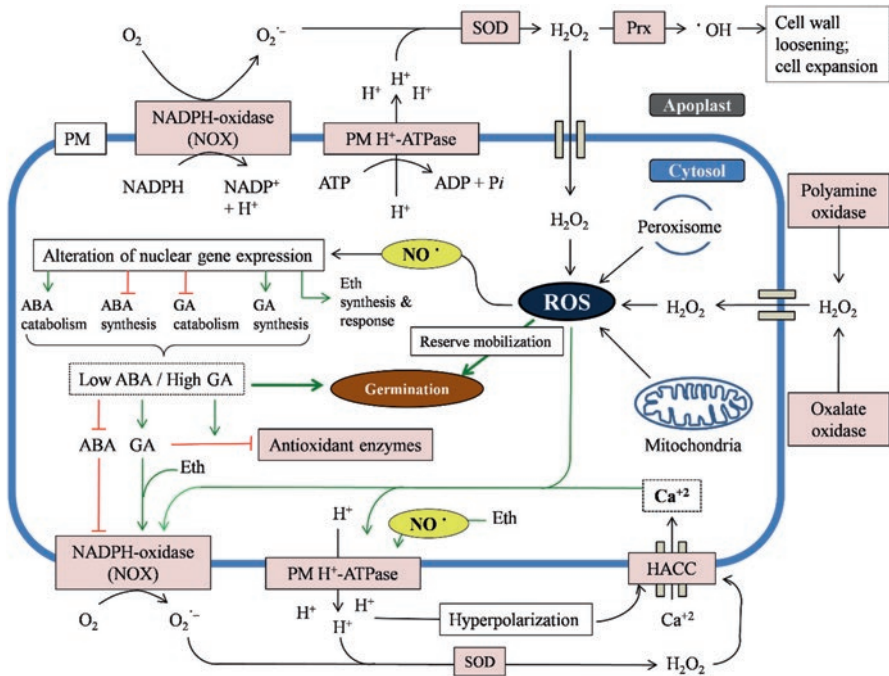 O₂
O₂˙⁻
SOD
H₂O₂
Prx
˙OH
Cell wall
loosening;
cell expansion
H⁺
H⁺
H⁺
Apoplast
PM
NADPH-oxidase
(NOX)
PM H⁺-ATPase
Cytosol
NADPH
NADP⁺
+ H⁺
ATP
ADP + Pi
H⁺
Polyamine
oxidase
H₂O₂
Peroxisome
Alteration of nuclear gene expression
NO˙
ROS
H₂O₂
H₂O₂
ABA
catabolism
ABA
synthesis
GA
catabolism
GA
synthesis
Eth
synthesis &
response
Reserve mobilization
Low ABA / High GA
Germination
Mitochondria
Oxalate
oxidase
ABA
GA
Antioxidant enzymes
Eth
Ca⁺²
H⁺
NO˙
Eth
NADPH-oxidase
(NOX)
PM H⁺-ATPase
HACC
O₂
O₂˙⁻
H⁺
H⁺
H⁺
Hyperpolarization
Ca⁺²
SOD
H₂O₂